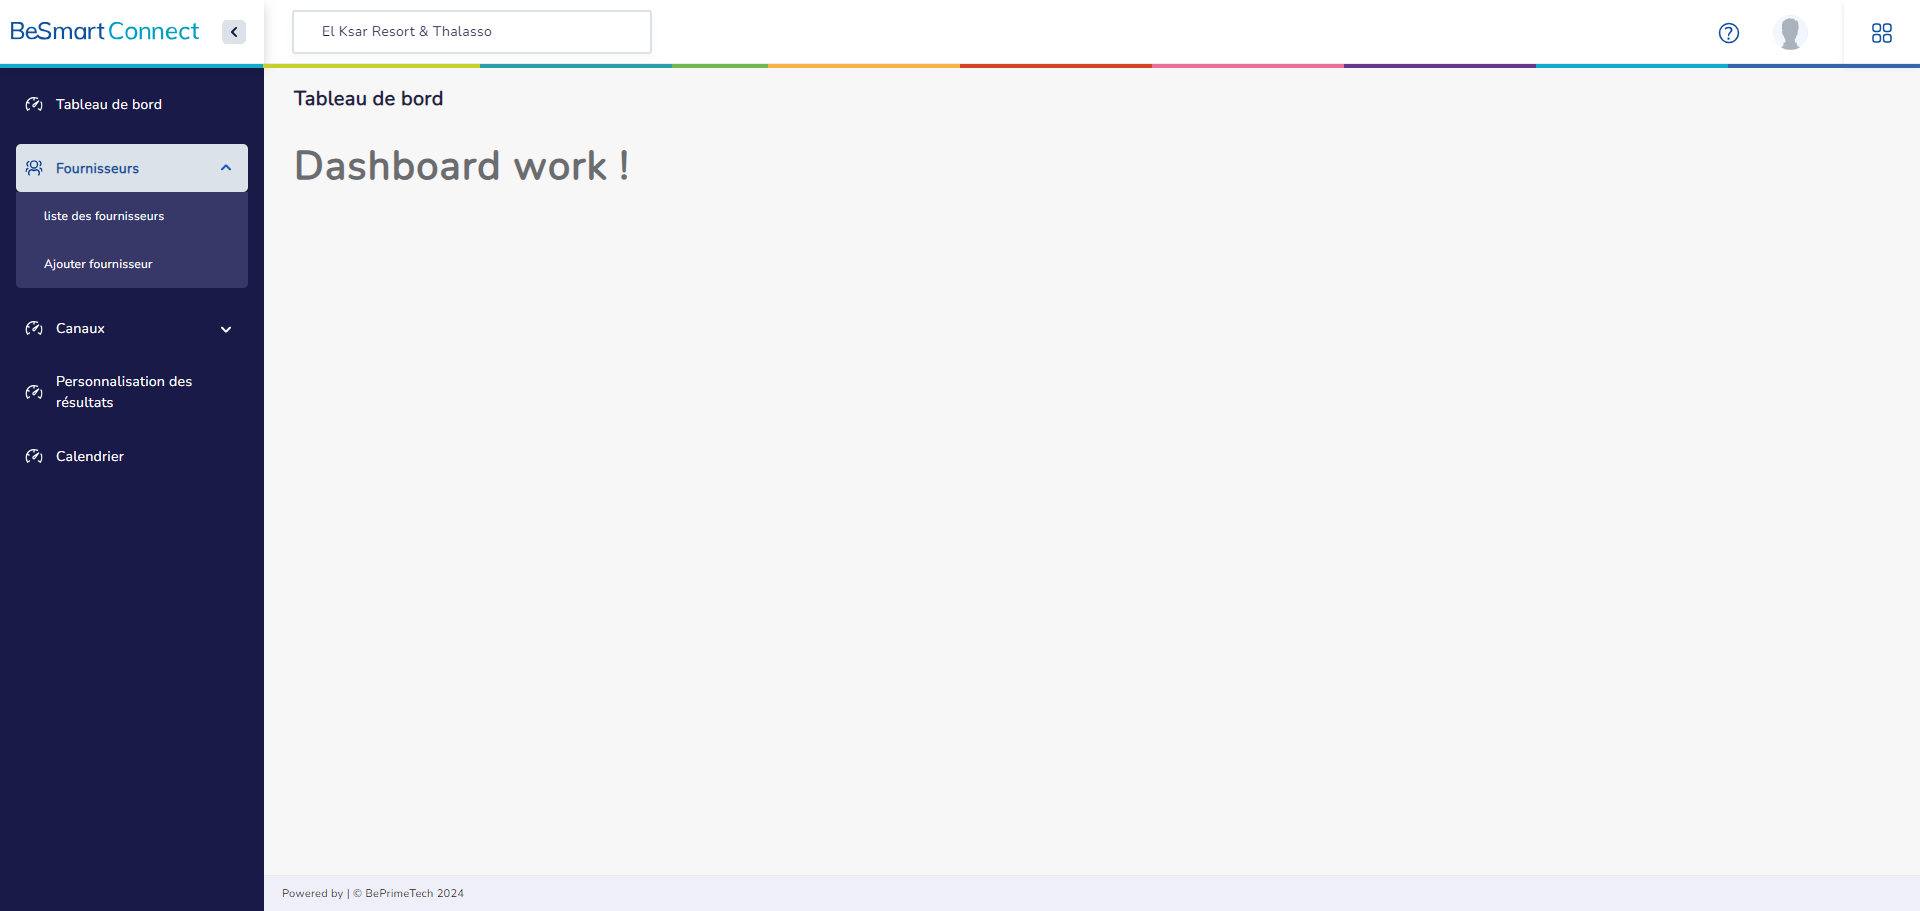 BeSmart Connect
El Ksar Resort & Thalasso
Tableau de bord
Fournisseurs
liste des fournisseurs
Ajouter fournisseur
Canaux
Personnalisation des
résultats
Calendrier
Tableau de bord
Dashboard work !
Powered by | © BePrimeTech 2024